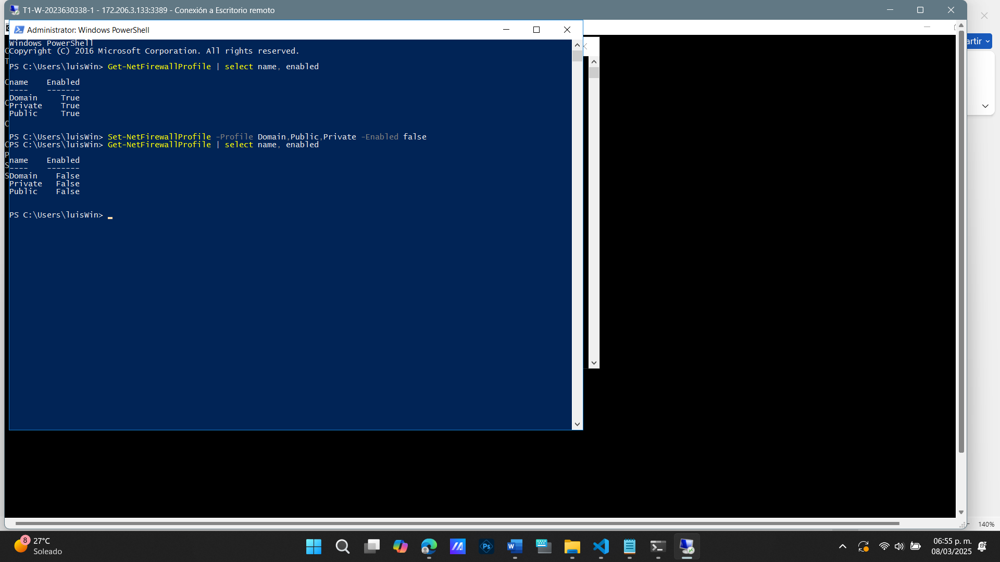 T1-W-2023630338-1 - 172.206.3.133:3389 - Conexión a Escritorio remoto
Administrator: Windows PowerShell
Windows PowerShell
Copyright (C) 2016 Microsoft Corporation. All rights reserved.
PS C:\Users\luisWin> Get-NetFirewallProfile | select name, enabled
name    Enabled
----    -------
Domain     True
Private    True
Public     True
PS C:\Users\luisWin> Set-NetFirewallProfile -Profile Domain,Public,Private -Enabled false
PS C:\Users\luisWin> Get-NetFirewallProfile | select name, enabled
name    Enabled
----    -------
Domain    False
Private   False
Public    False
PS C:\Users\luisWin>
artir
140%
8
27°C
Soleado
Ps
W
06:55 p. m.
08/03/2025